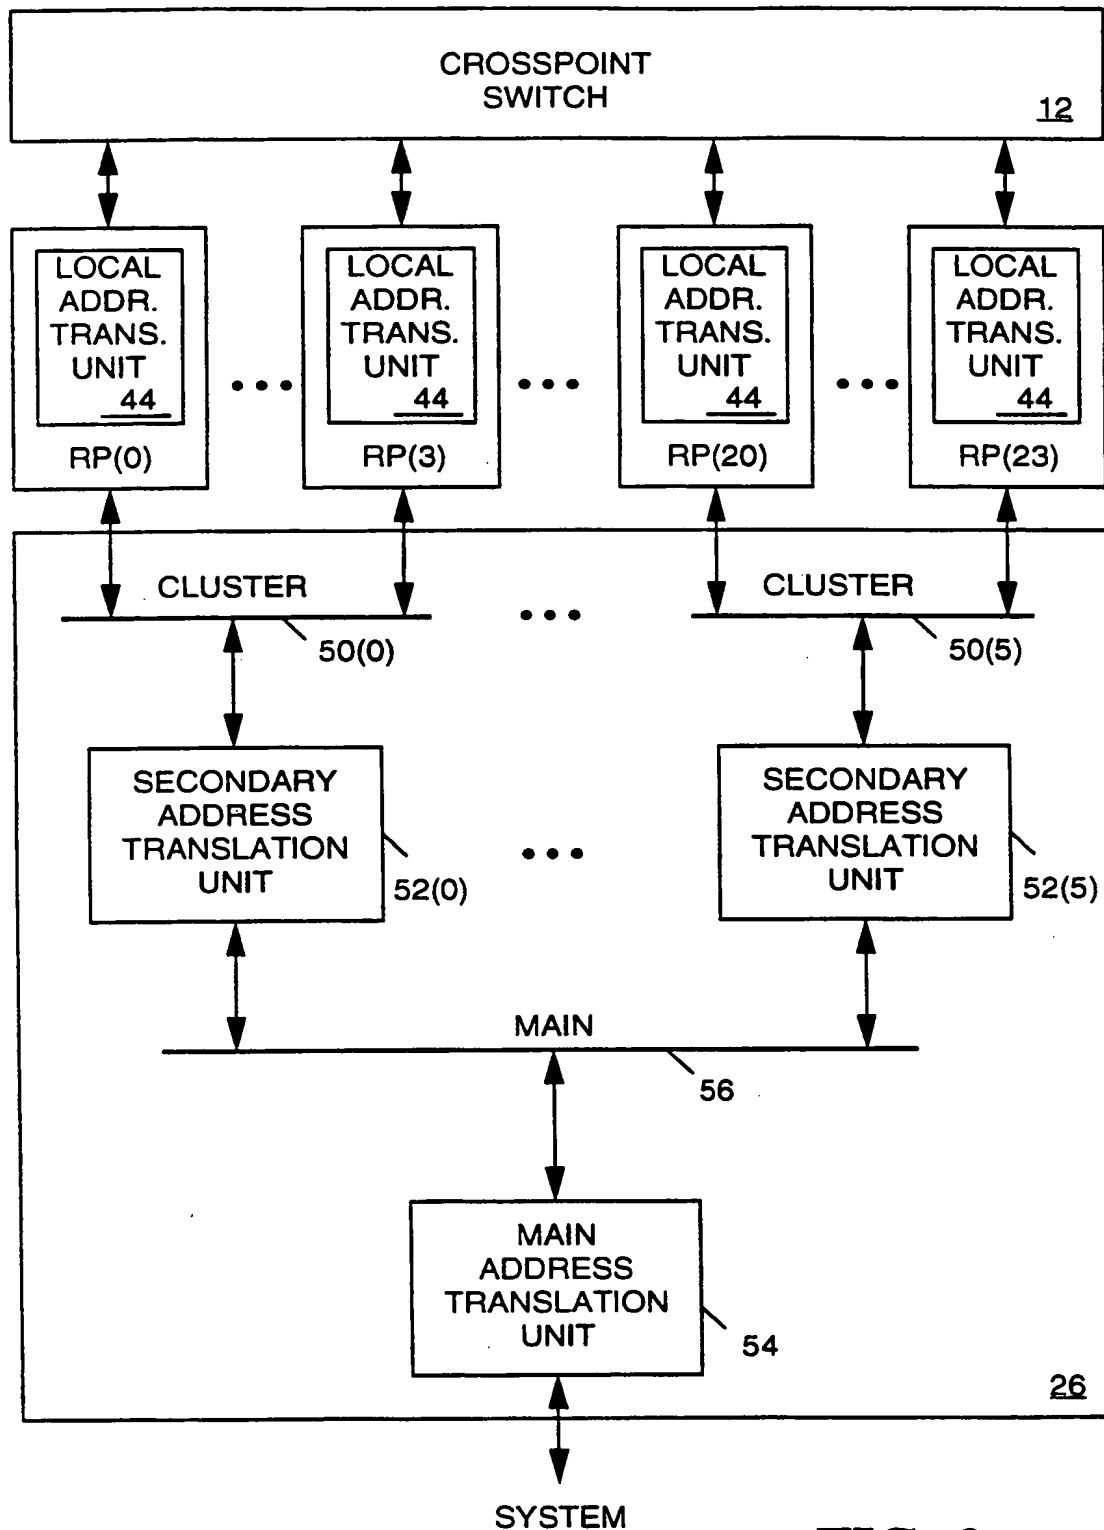 CROSSPOINT
SWITCH
12
LOCAL
ADDR.
TRANS.
UNIT
44
RP(0)
LOCAL
ADDR.
TRANS.
UNIT
44
RP(3)
LOCAL
ADDR.
TRANS.
UNIT
44
RP(20)
LOCAL
ADDR.
TRANS.
UNIT
44
RP(23)
CLUSTER
50(0)
CLUSTER
50(5)
SECONDARY
ADDRESS
TRANSLATION
UNIT
52(0)
SECONDARY
ADDRESS
TRANSLATION
UNIT
52(5)
MAIN
56
MAIN
ADDRESS
TRANSLATION
UNIT
54
26
SYSTEM